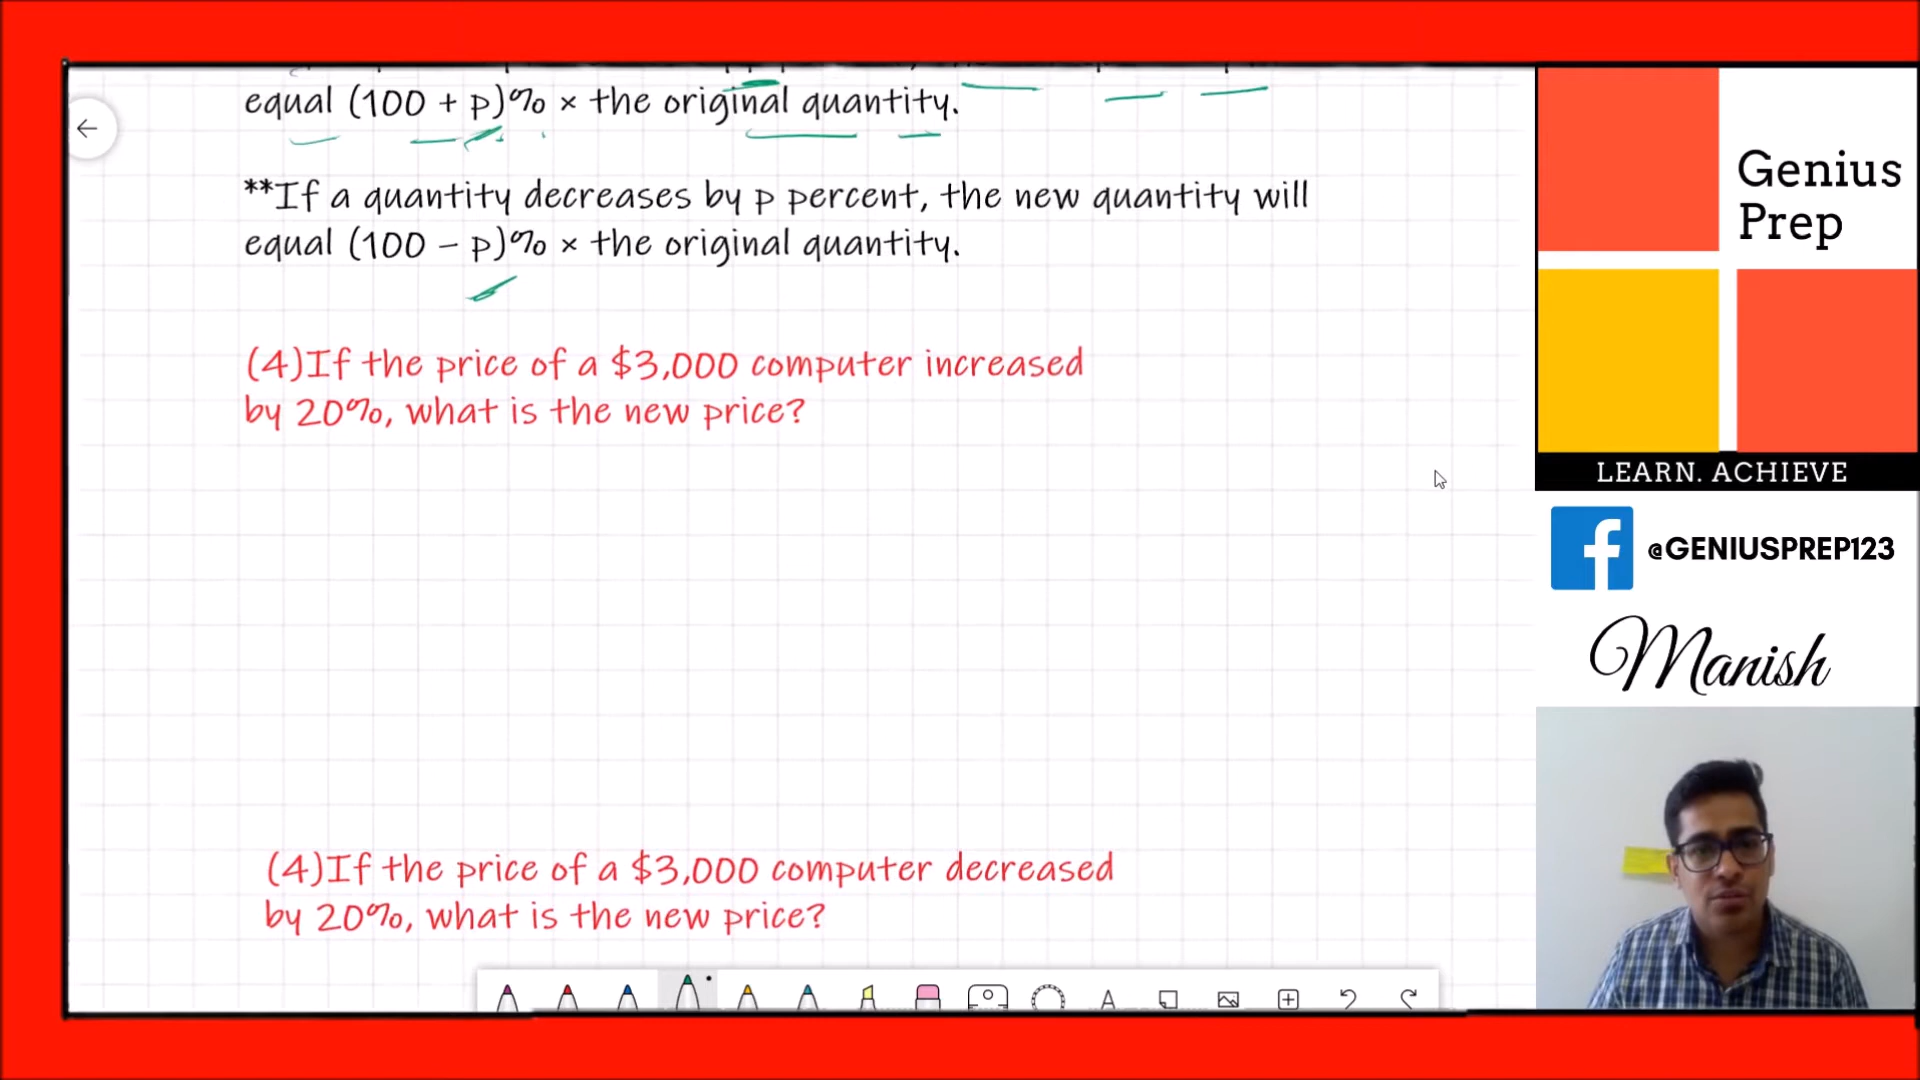 equal (100 + p)% × the original quantity.
**If a quantity decreases by p percent, the new quantity will
equal (100 – p)% × the original quantity.
(4)If the price of a $3,000 computer increased
by 20%, what is the new price?
(4)If the price of a $3,000 computer decreased
by 20%, what is the new price?
Genius
Prep
LEARN. ACHIEVE
f @GENIUSPREP123
Manish